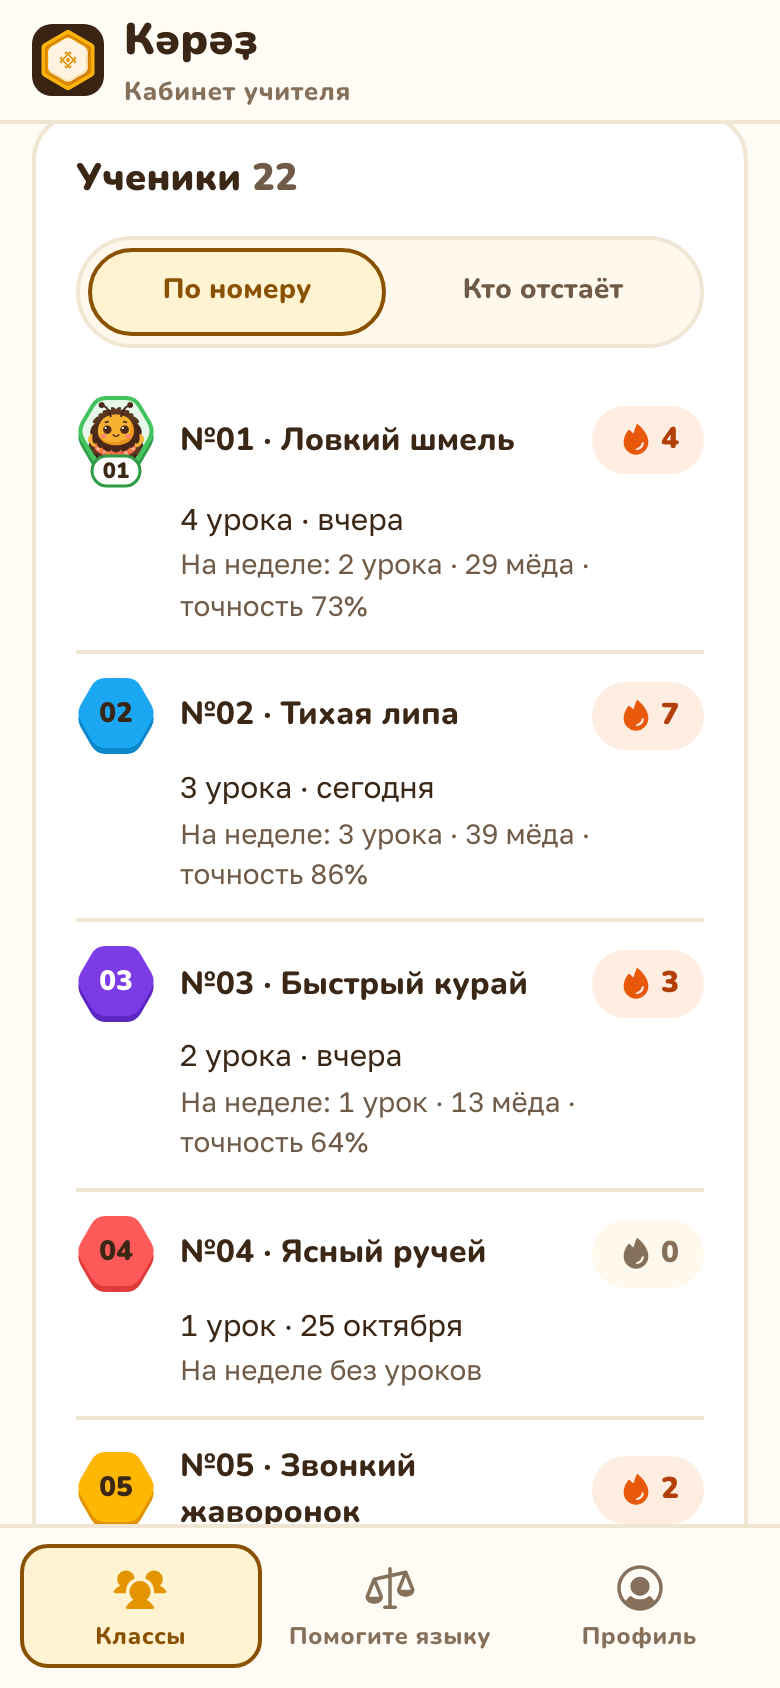 Кәрәҙ
Кабинет учителя
Ученики 22
По номеру
Кто отстаёт
01
№01 · Ловкий шмель
4
4 урока · вчера
На неделе: 2 урока · 29 мёда ·
точность 73%
02
№02 · Тихая липа
7
3 урока · сегодня
На неделе: 3 урока · 39 мёда ·
точность 86%
03
№03 · Быстрый курай
3
2 урока · вчера
На неделе: 1 урок · 13 мёда ·
точность 64%
04
№04 · Ясный ручей
0
1 урок · 25 октября
На неделе без уроков
05
№05 · Звонкий
жаворонок
2
Классы
Помогите языку
Профиль